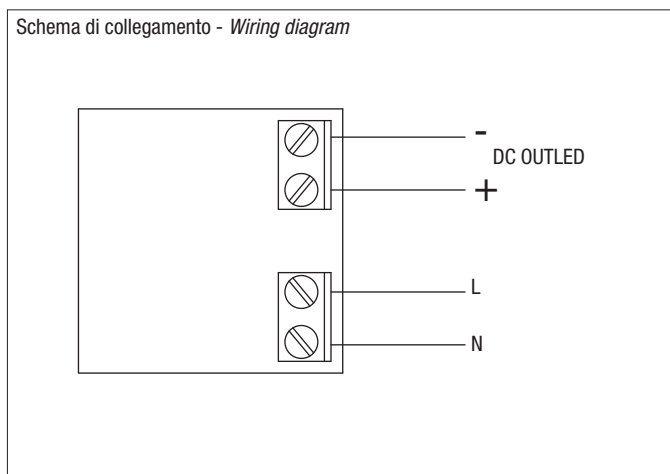 Schema di collegamento - Wiring diagram
-
DC OUTLED
+
L
N